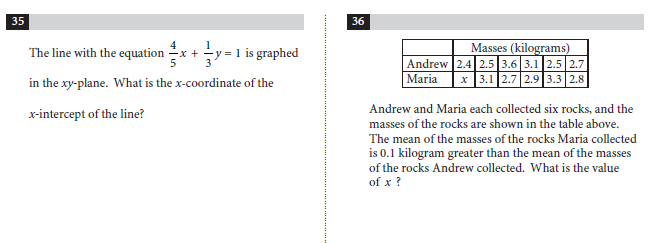 35
The line with the equation 4/5 x + 1/3 y = 1 is graphed
in the xy-plane. What is the x-coordinate of the
x-intercept of the line?
36
Masses (kilograms)
Andrew 2.4 2.5 3.6 3.1 2.5 2.7
Maria x 3.1 2.7 2.9 3.3 2.8
Andrew and Maria each collected six rocks, and the
masses of the rocks are shown in the table above.
The mean of the masses of the rocks Maria collected
is 0.1 kilogram greater than the mean of the masses
of the rocks Andrew collected. What is the value
of x ?